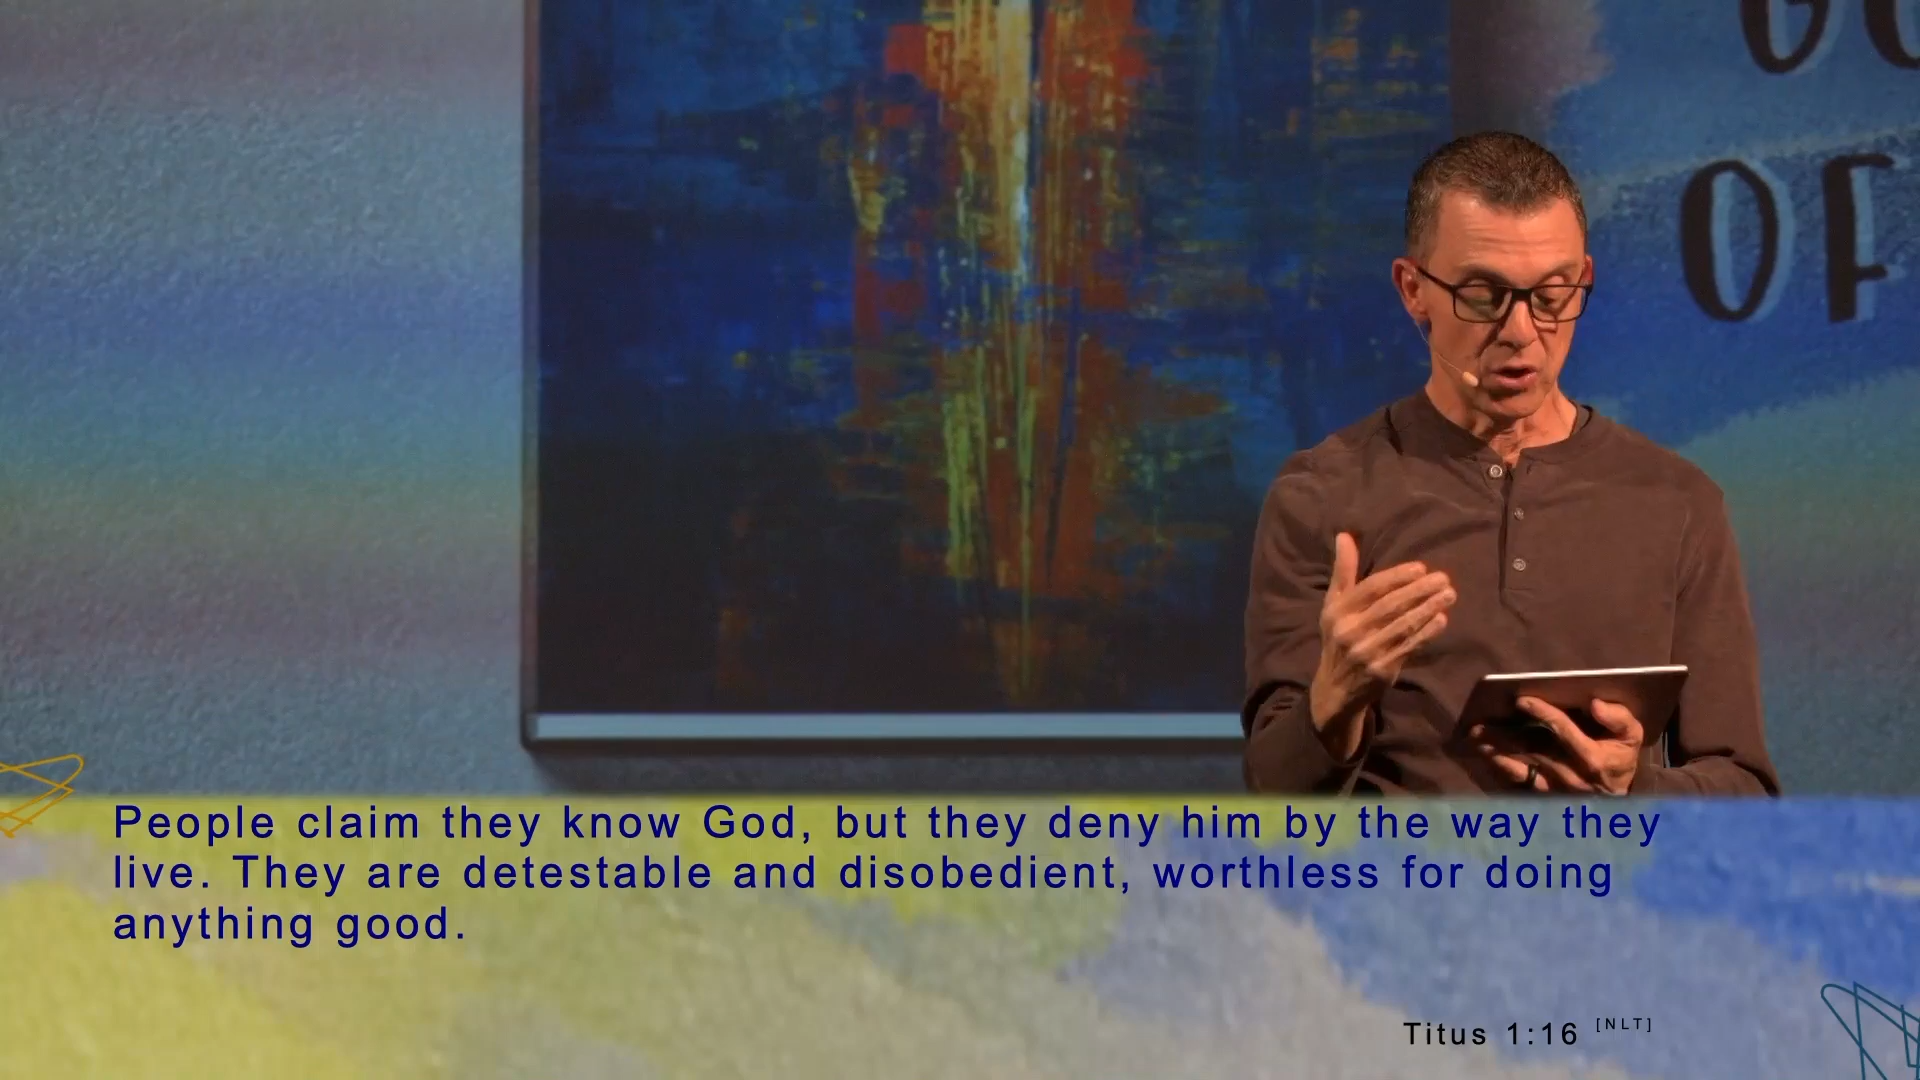 OF
People claim they know God, but they deny him by the way they
live. They are detestable and disobedient, worthless for doing
anything good.
Titus 1:16 [NLT]